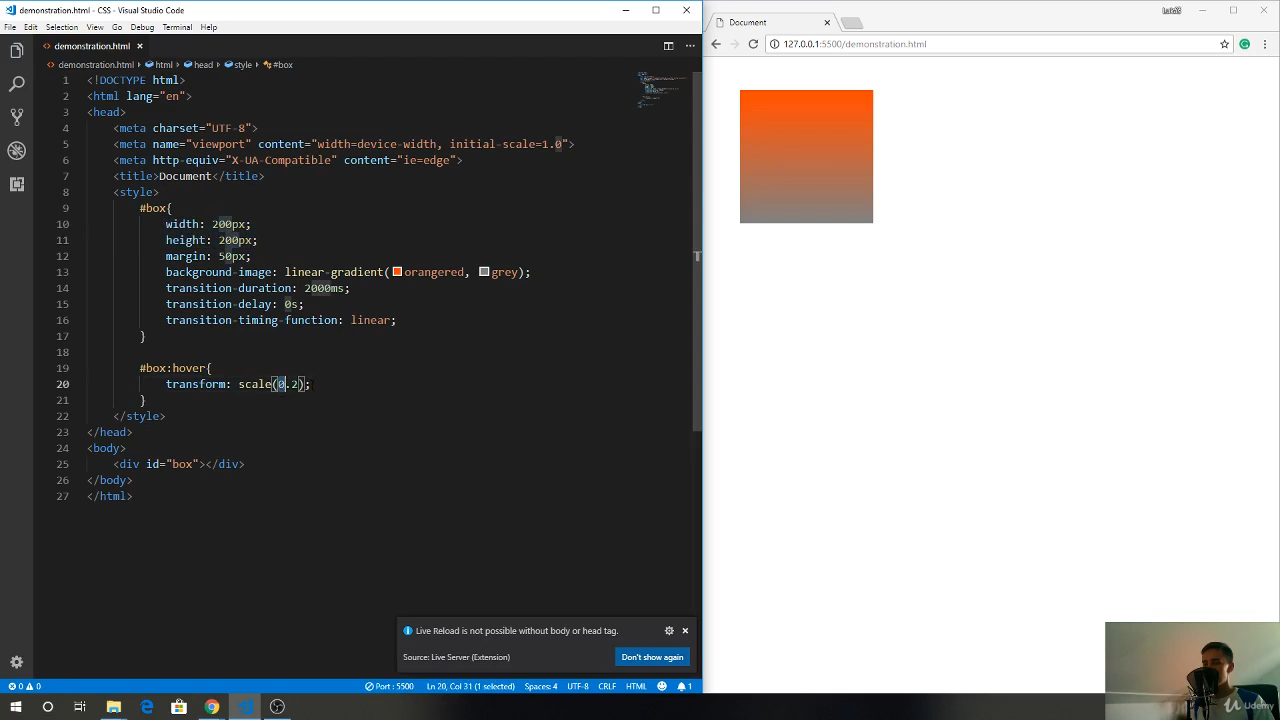 demonstration.html - CSS - Visual Studio Code
File Edit Selection View Go Debug Terminal Help
demonstration.html
demonstration.html html head style #box
1 <!DOCTYPE html>
2 <html lang="en">
3 <head>
4 <meta charset="UTF-8">
5 <meta name="viewport" content="width=device-width, initial-scale=1.0">
6 <meta http-equiv="X-UA-Compatible" content="ie=edge">
7 <title>Document</title>
8 <style>
9 #box{
10 width: 200px;
11 height: 200px;
12 margin: 50px;
13 background-image: linear-gradient(orangered, grey);
14 transition-duration: 2000ms;
15 transition-delay: 0s;
16 transition-timing-function: linear;
17 }
18
19 #box:hover{
20 transform: scale(0.2);
21 }
22 </style>
23 </head>
24 <body>
25 <div id="box"></div>
26 </body>
27 </html>
Live Reload is not possible without body or head tag.
Source: Live Server (Extension)
Don't show again
0 0
Port : 5500 Ln 20, Col 31 (1 selected) Spaces: 4 UTF-8 CRLF HTML 1
Document
127.0.0.1:5500/demonstration.html
Udemy